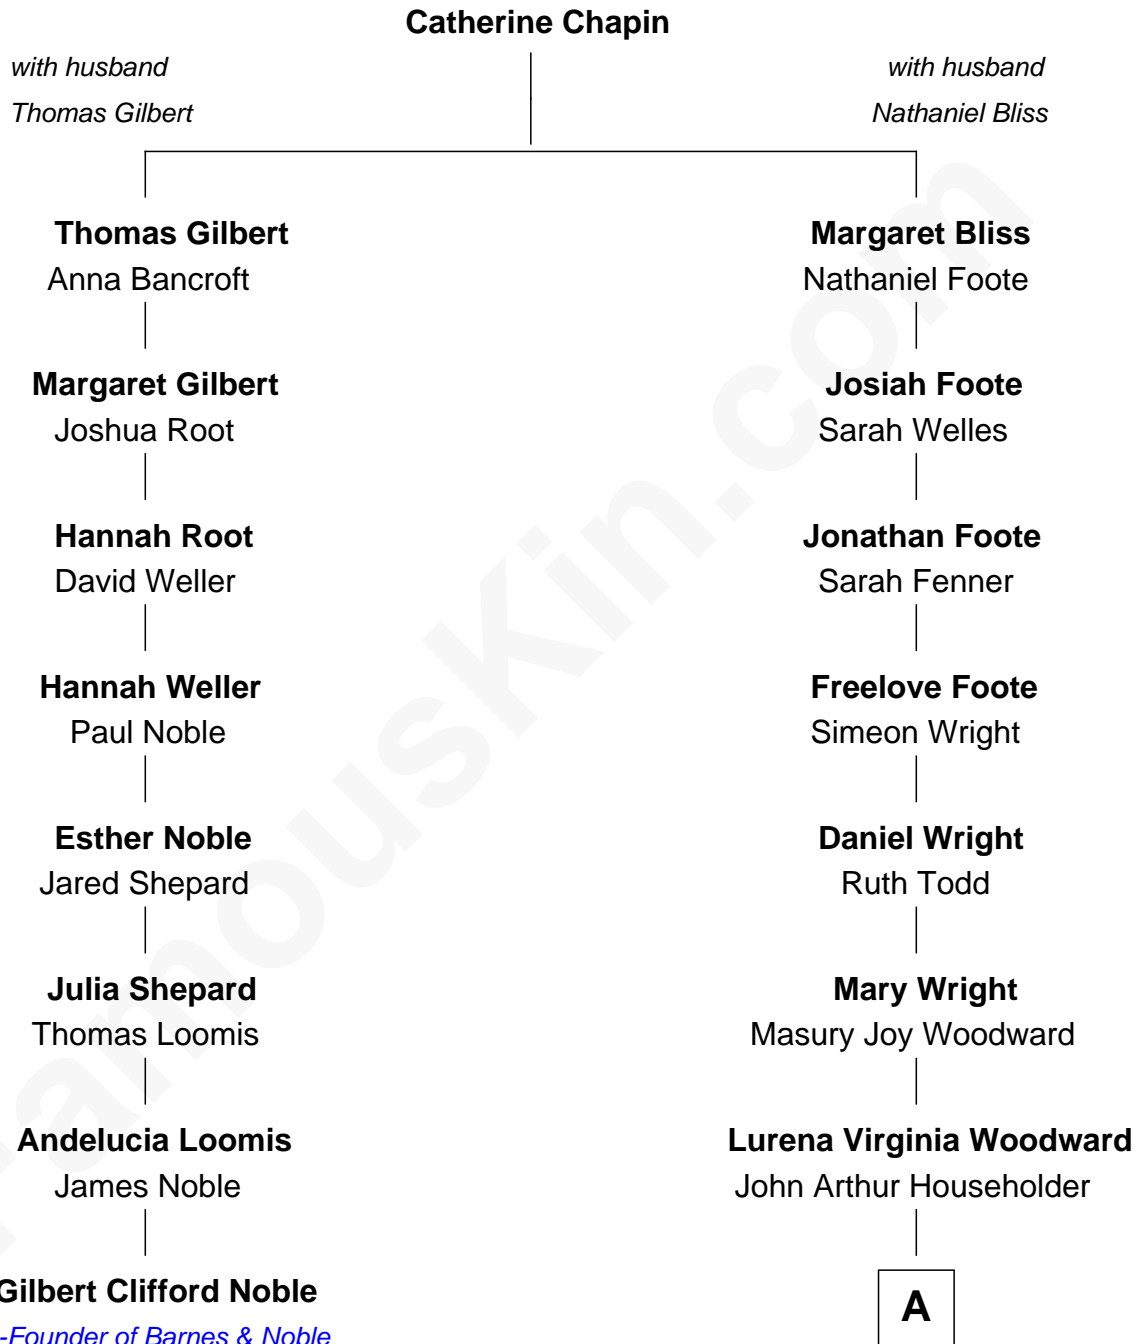 Catherine Chapin
with husband
Thomas Gilbert
with husband
Nathaniel Bliss
Thomas Gilbert
Anna Bancroft
Margaret Bliss
Nathaniel Foote
Margaret Gilbert
Joshua Root
Josiah Foote
Sarah Welles
Hannah Root
David Weller
Jonathan Foote
Sarah Fenner
Hannah Weller
Paul Noble
Freelove Foote
Simeon Wright
Esther Noble
Jared Shepard
Daniel Wright
Ruth Todd
Julia Shepard
Thomas Loomis
Mary Wright
Masury Joy Woodward
Andelucia Loomis
James Noble
Lurena Virginia Woodward
John Arthur Householder
Gilbert Clifford Noble
-Founder of Barnes & Noble
A
FamousKin.com